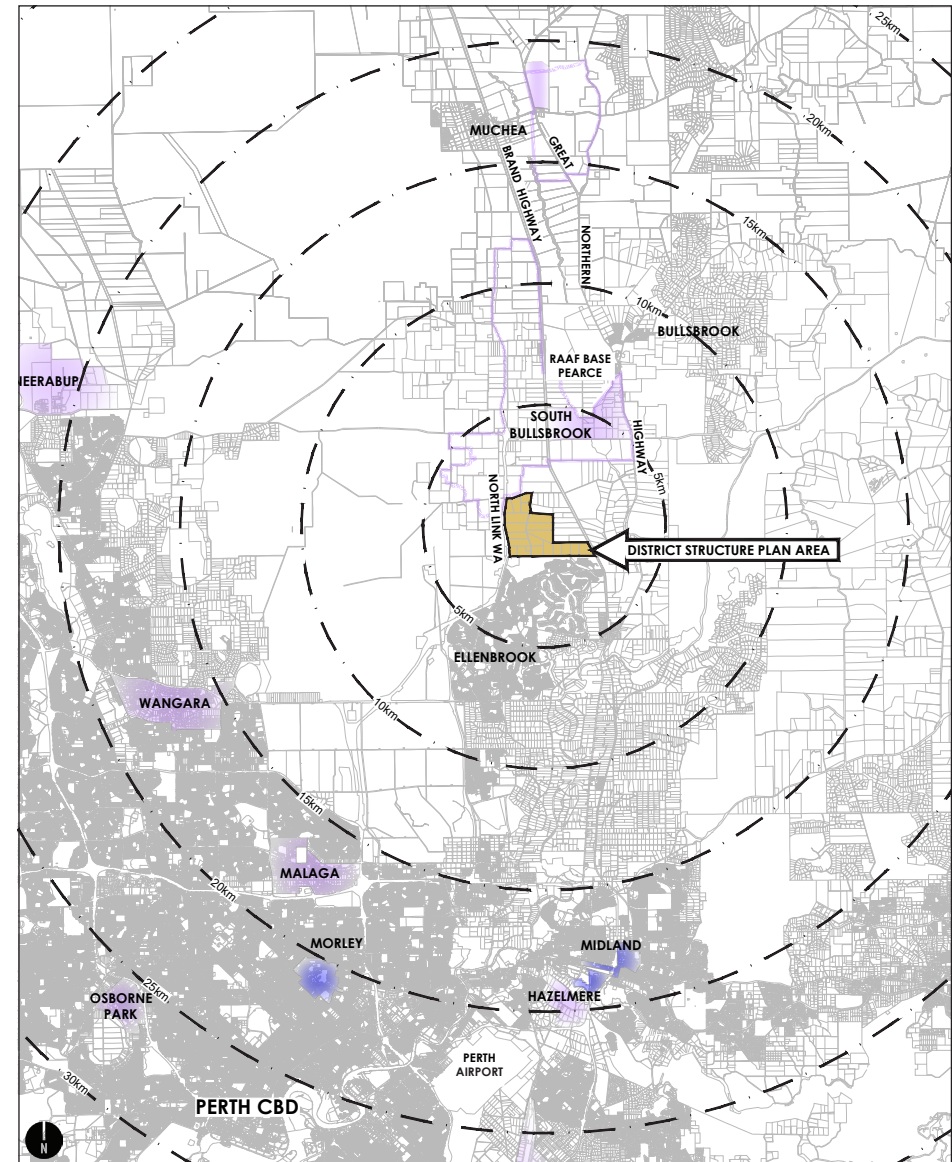 25km
20km
MUCHEA
GREAT
BRAND HIGHWAY
15km
NORTHERN
10km
BULLSBROOK
RAAF BASE
PEARCE
NEERABUP
SOUTH
BULLSBROOK
HIGHWAY
5km
NORTH LINK WA
DISTRICT STRUCTURE PLAN AREA
5km
ELLENBROOK
WANGARA
10km
15km
MALAGA
20km
MORLEY
MIDLAND
25km
OSBORNE
PARK
HAZELMERE
PERTH
AIRPORT
30km
PERTH CBD
N